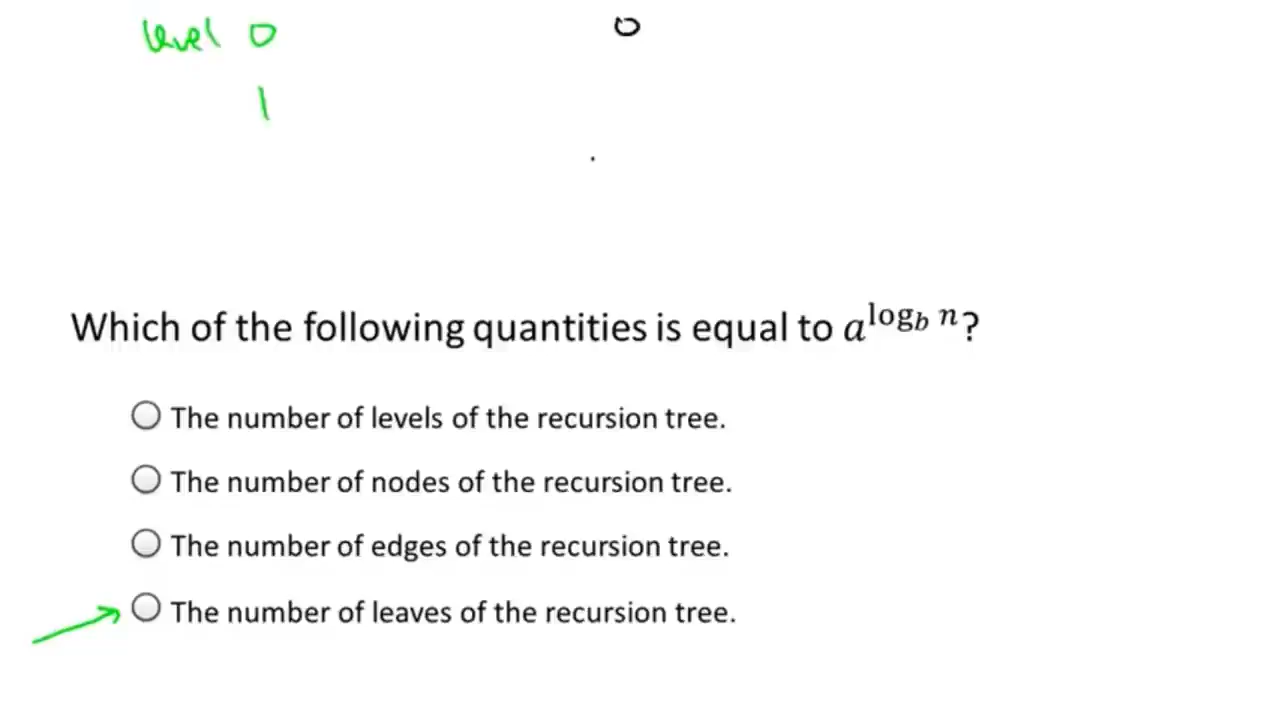 level 0
1
Which of the following quantities is equal to $a^{\log_b n}$?
The number of levels of the recursion tree.
The number of nodes of the recursion tree.
The number of edges of the recursion tree.
The number of leaves of the recursion tree.